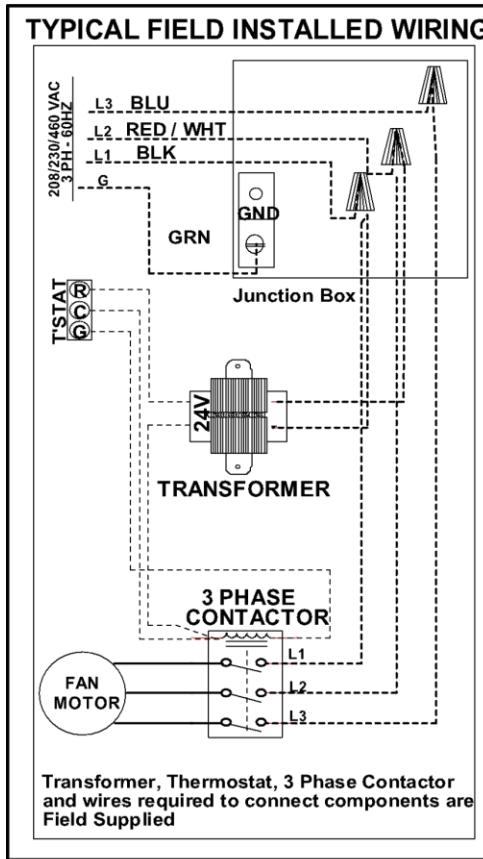 TYPICAL FIELD INSTALLED WIRING
208/230/460 VAC
3 PH - 60HZ
L3 BLU
L2 RED / WHT
L1 BLK
G
GND
GRN
Junction Box
T'STAT
R
C
G
24V
TRANSFORMER
3 PHASE
CONTACTOR
L1
L2
L3
FAN
MOTOR
Transformer, Thermostat, 3 Phase Contactor
and wires required to connect components are
Field Supplied